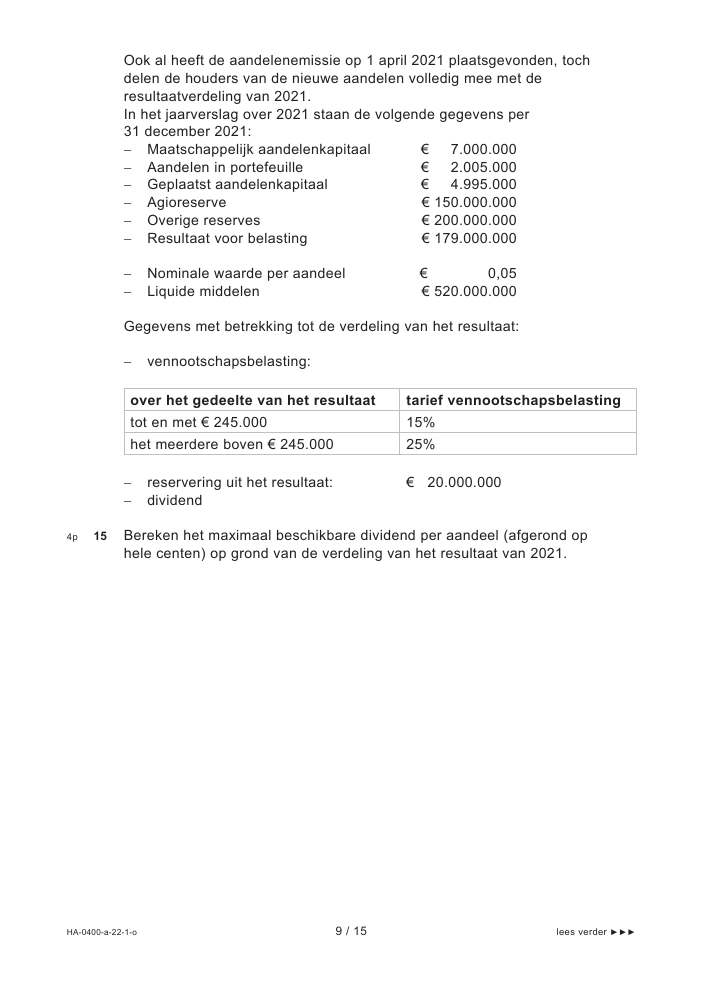 Ook al heeft de aandelenemissie op 1 april 2021 plaatsgevonden, toch
delen de houders van de nieuwe aandelen volledig mee met de
resultaatverdeling van 2021.
In het jaarverslag over 2021 staan de volgende gegevens per
31 december 2021:
– Maatschappelijk aandelenkapitaal € 7.000.000
– Aandelen in portefeuille € 2.005.000
– Geplaatst aandelenkapitaal € 4.995.000
– Agioreserve € 150.000.000
– Overige reserves € 200.000.000
– Resultaat voor belasting € 179.000.000
– Nominale waarde per aandeel € 0,05
– Liquide middelen € 520.000.000
Gegevens met betrekking tot de verdeling van het resultaat:
– vennootschapsbelasting:
over het gedeelte van het resultaat tarief vennootschapsbelasting
tot en met € 245.000 15%
het meerdere boven € 245.000 25%
– reservering uit het resultaat: € 20.000.000
– dividend
4p 15 Bereken het maximaal beschikbare dividend per aandeel (afgerond op
hele centen) op grond van de verdeling van het resultaat van 2021.
HA-0400-a-22-1-o 9 / 15 lees verder ►►►